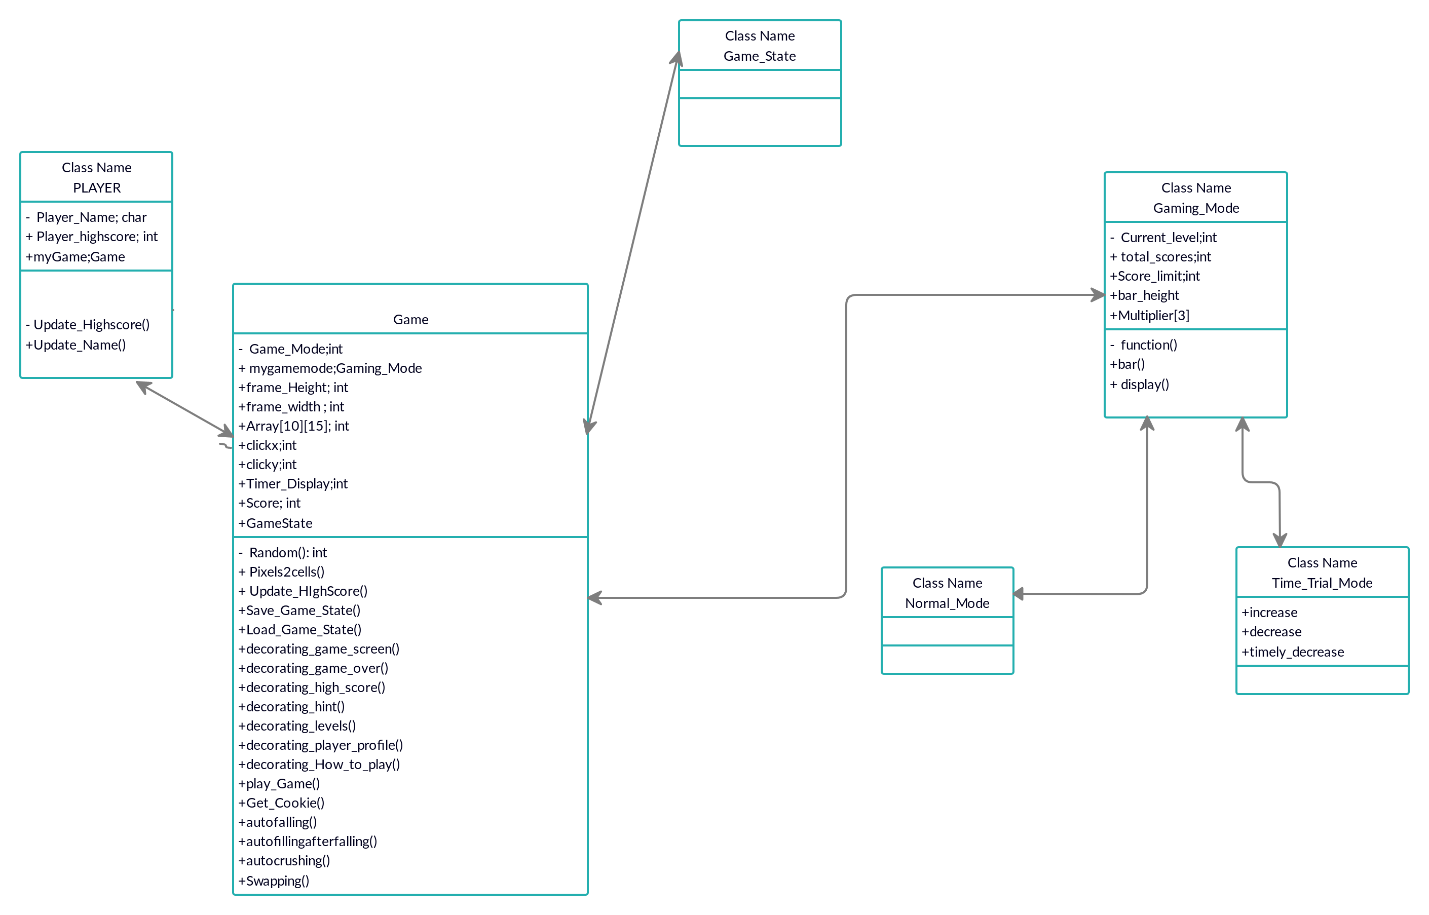 Class Name
Game_State
Class Name
PLAYER
- Player_Name; char
+ Player_highscore; int
+myGame;Game
- Update_Highscore()
+Update_Name()
Game
- Game_Mode;int
+ mygamemode;Gaming_Mode
+frame_Height; int
+frame_width ; int
+Array[10][15]; int
+clickx;int
+clicky;int
+Timer_Display;int
+Score; int
+GameState
- Random(): int
+ Pixels2cells()
+ Update_HIghScore()
+Save_Game_State()
+Load_Game_State()
+decorating_game_screen()
+decorating_game_over()
+decorating_high_score()
+decorating_hint()
+decorating_levels()
+decorating_player_profile()
+decorating_How_to_play()
+play_Game()
+Get_Cookie()
+autofalling()
+autofillingafterfalling()
+autocrushing()
+Swapping()
Class Name
Gaming_Mode
- Current_level;int
+ total_scores;int
+Score_limit;int
+bar_height
+Multiplier[3]
- function()
+bar()
+ display()
Class Name
Normal_Mode
Class Name
Time_Trial_Mode
+increase
+decrease
+timely_decrease